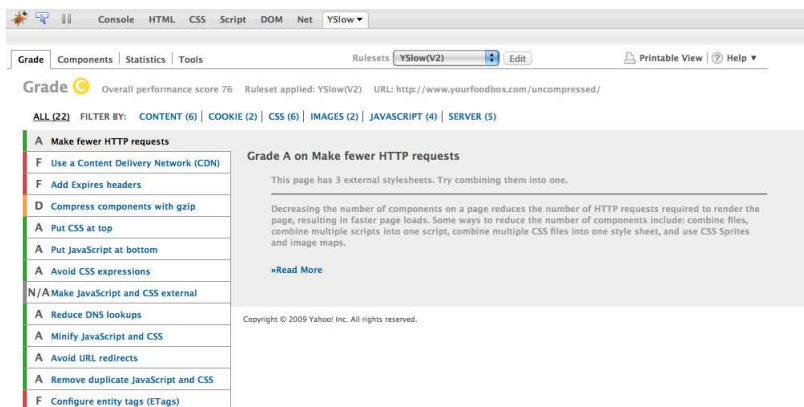 Console HTML CSS Script DOM Net YSlow
Grade Components Statistics Tools Rulesets YSlow(V2) Edit Printable View ? Help
Grade C Overall performance score 76 Ruleset applied: YSlow(V2) URL: http://www.yourfoodbox.com/uncompressed/
ALL (22) FILTER BY: CONTENT (6) | COOKIE (2) | CSS (6) | IMAGES (2) | JAVASCRIPT (4) | SERVER (5)
A Make fewer HTTP requests
F Use a Content Delivery Network (CDN)
F Add Expires headers
D Compress components with gzip
A Put CSS at top
A Put JavaScript at bottom
A Avoid CSS expressions
N/A Make JavaScript and CSS external
A Reduce DNS lookups
A Minify JavaScript and CSS
A Avoid URL redirects
A Remove duplicate JavaScript and CSS
F Configure entity tags (ETags)
Grade A on Make fewer HTTP requests
This page has 3 external stylesheets. Try combining them into one.
Decreasing the number of components on a page reduces the number of HTTP requests required to render the
page, resulting in faster page loads. Some ways to reduce the number of components include: combine files,
combine multiple scripts into one script, combine multiple CSS files into one style sheet, and use CSS Sprites
and image maps.
»Read More
Copyright © 2009 Yahoo! Inc. All rights reserved.